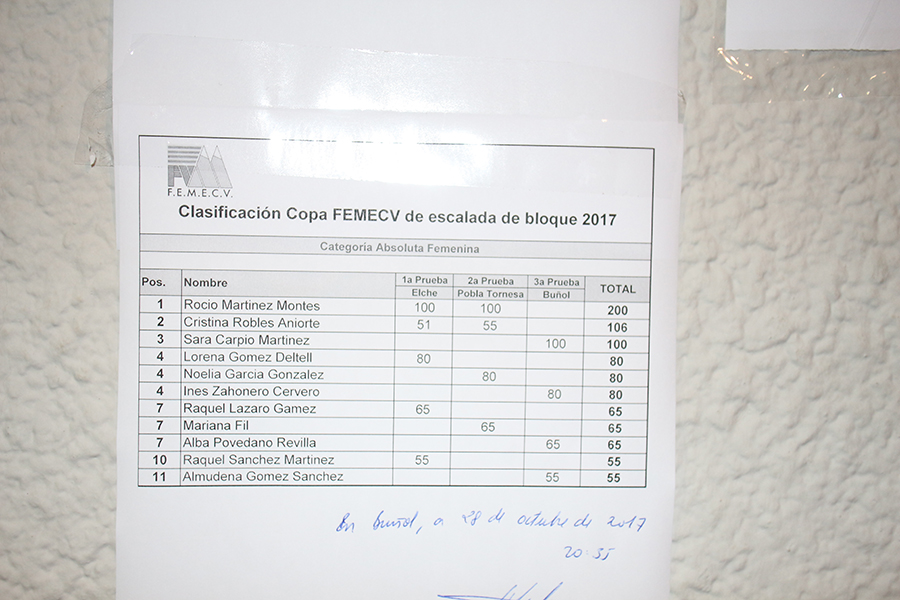 F.E.M.E.C.V.
Clasificación Copa FEMECV de escalada de bloque 2017
Categoría Absoluta Femenina
Pos. Nombre 1a Prueba 2a Prueba 3a Prueba TOTAL
Elche Pobla Tornesa Buñol
1 Rocio Martinez Montes 100 100 200
2 Cristina Robles Aniorte 51 55 106
3 Sara Carpio Martinez 100 100
4 Lorena Gomez Deltell 80 80
4 Noelia Garcia Gonzalez 80 80
4 Ines Zahonero Cervero 80 80
7 Raquel Lazaro Gamez 65 65
7 Mariana Fil 65 65
7 Alba Povedano Revilla 65 65
10 Raquel Sanchez Martinez 55 55
11 Almudena Gomez Sanchez 55 55
En Buñol, a 28 de octubre de 2017
20:35